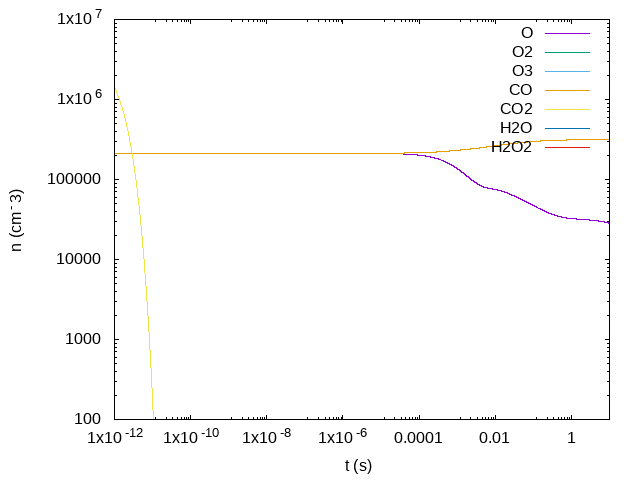 1x10^7
1x10^6
100000
10000
1000
100
n (cm^- 3)
O
O2
O3
CO
CO2
H2O
H2O2
1x10^-12 1x10^-10 1x10^-8 1x10^-6 0.0001 0.01 1
t (s)